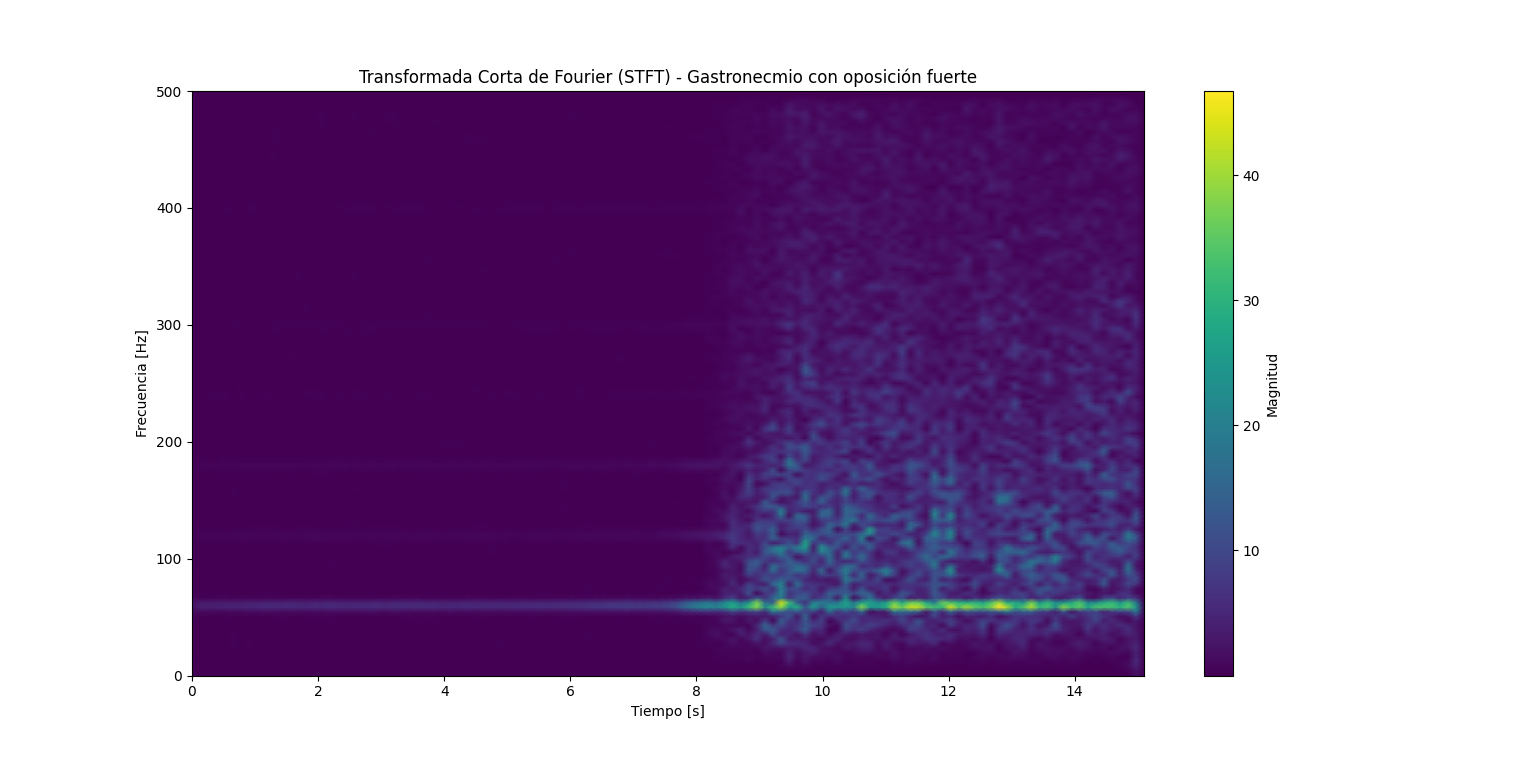 Transformada Corta de Fourier (STFT) - Gastronecmio con oposición fuerte
500
400
300
200
100
0
Frecuencia [Hz]
0 2 4 6 8 10 12 14
Tiempo [s]
40
30
20
10
Magnitud